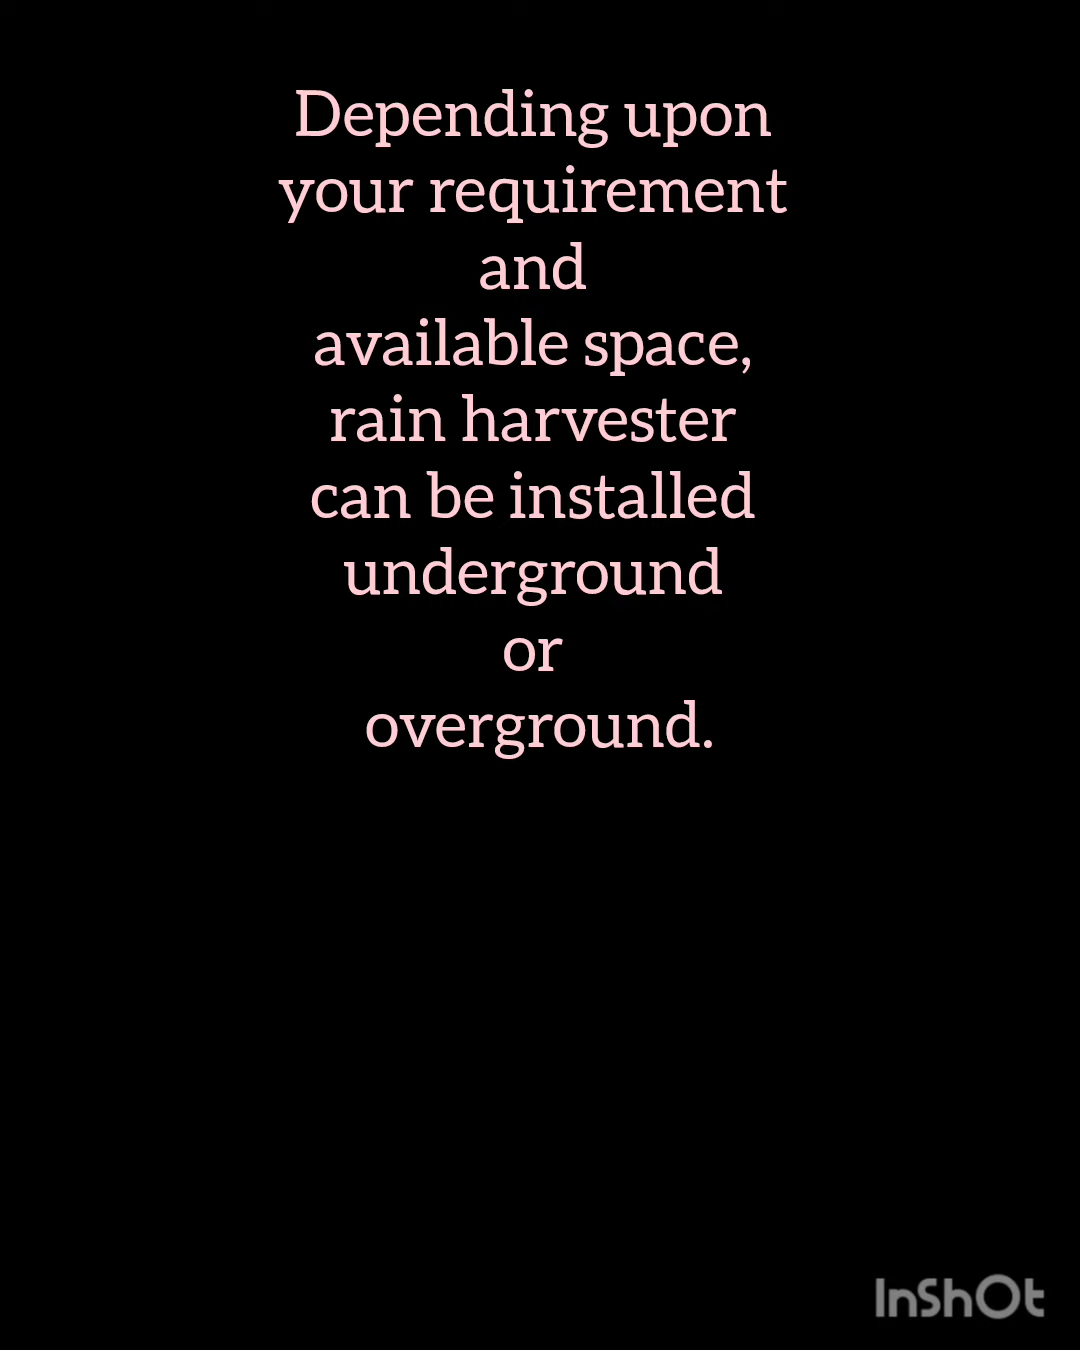 Depending upon
your requirement
and
available space,
rain harvester
can be installed
underground
or
overground.
InShOt